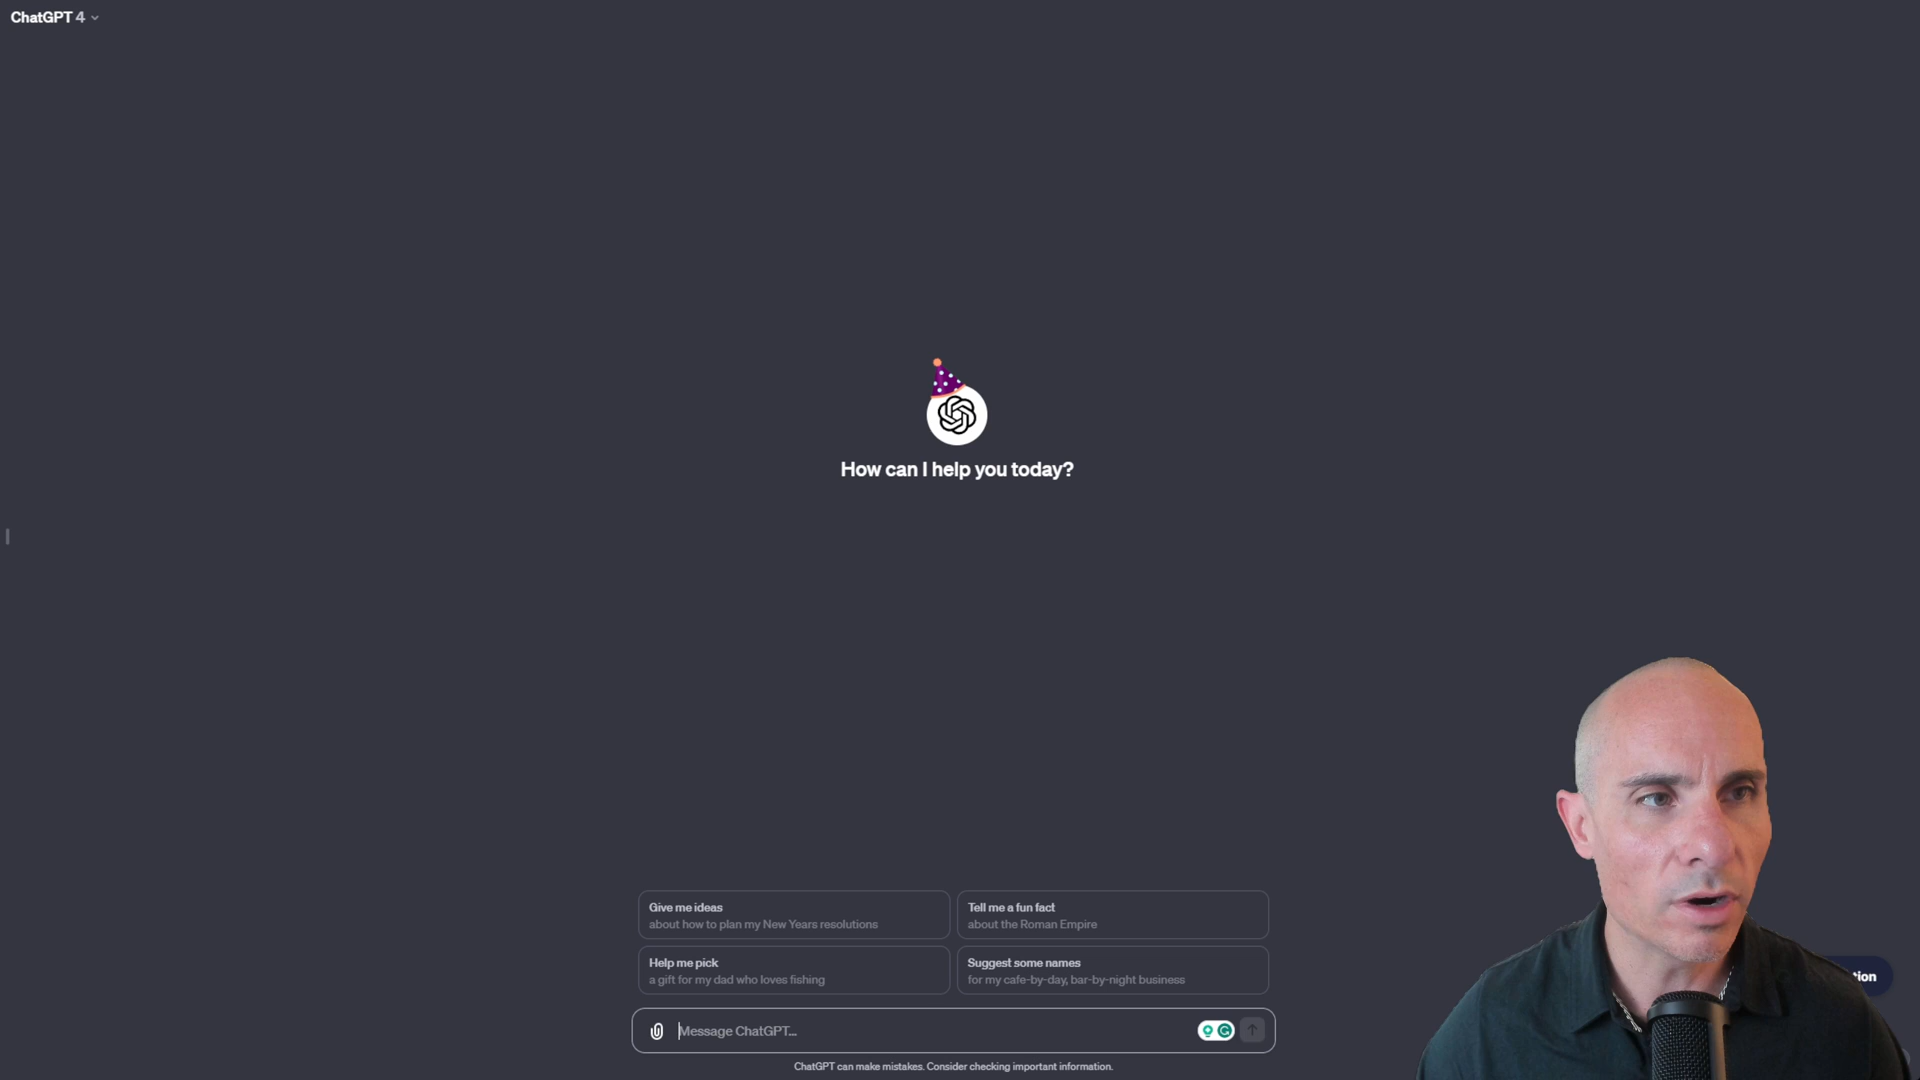 ChatGPT 4
How can I help you today?
Give me ideas
about how to plan my New Years resolutions
Tell me a fun fact
about the Roman Empire
Help me pick
a gift for my dad who loves fishing
Suggest some names
for my cafe-by-day, bar-by-night business
Message ChatGPT...
ChatGPT can make mistakes. Consider checking important information.